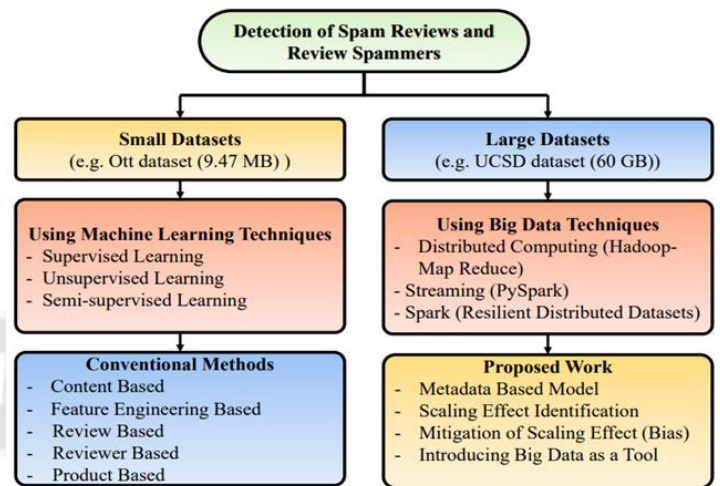 Detection of Spam Reviews and
Review Spammers
Small Datasets
(e.g. Ott dataset (9.47 MB) )
Large Datasets
(e.g. UCSD dataset (60 GB))
Using Machine Learning Techniques
- Supervised Learning
- Unsupervised Learning
- Semi-supervised Learning
Using Big Data Techniques
- Distributed Computing (Hadoop-
Map Reduce)
- Streaming (PySpark)
- Spark (Resilient Distributed Datasets)
Conventional Methods
- Content Based
- Feature Engineering Based
- Review Based
- Reviewer Based
- Product Based
Proposed Work
- Metadata Based Model
- Scaling Effect Identification
- Mitigation of Scaling Effect (Bias)
- Introducing Big Data as a Tool